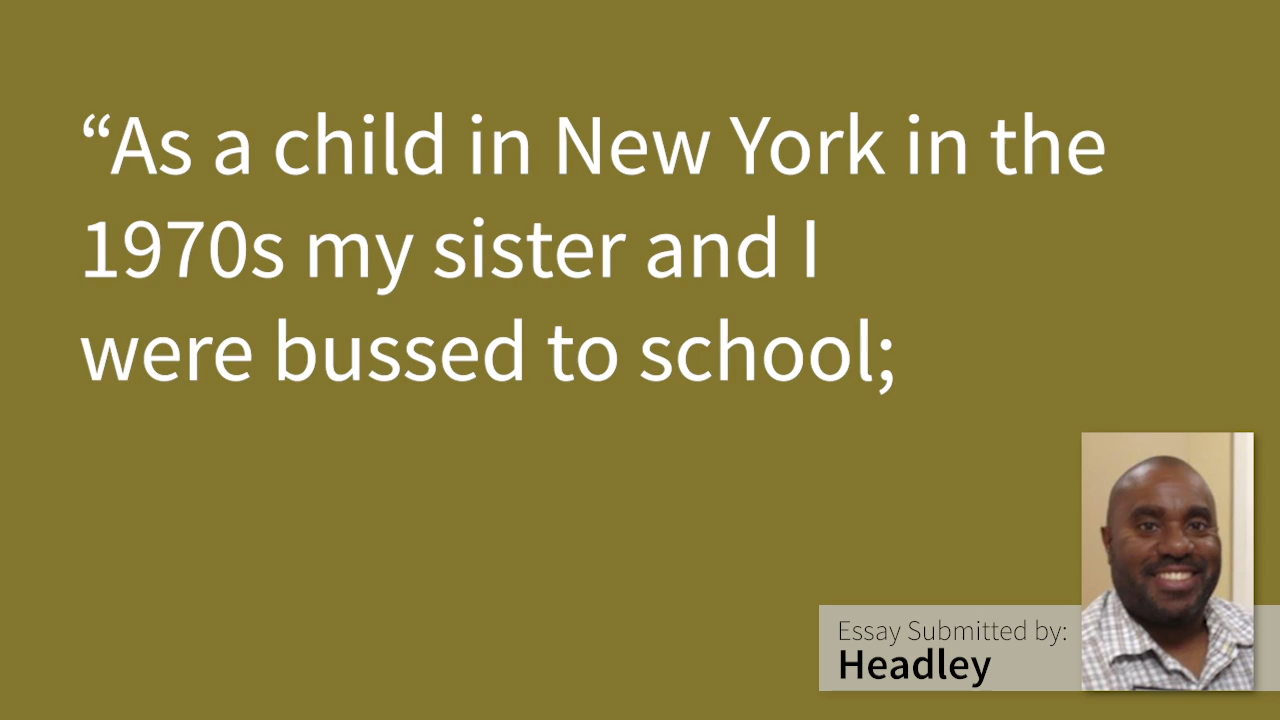 “As a child in New York in the
1970s my sister and I
were bussed to school;
Essay Submitted by:
Headley